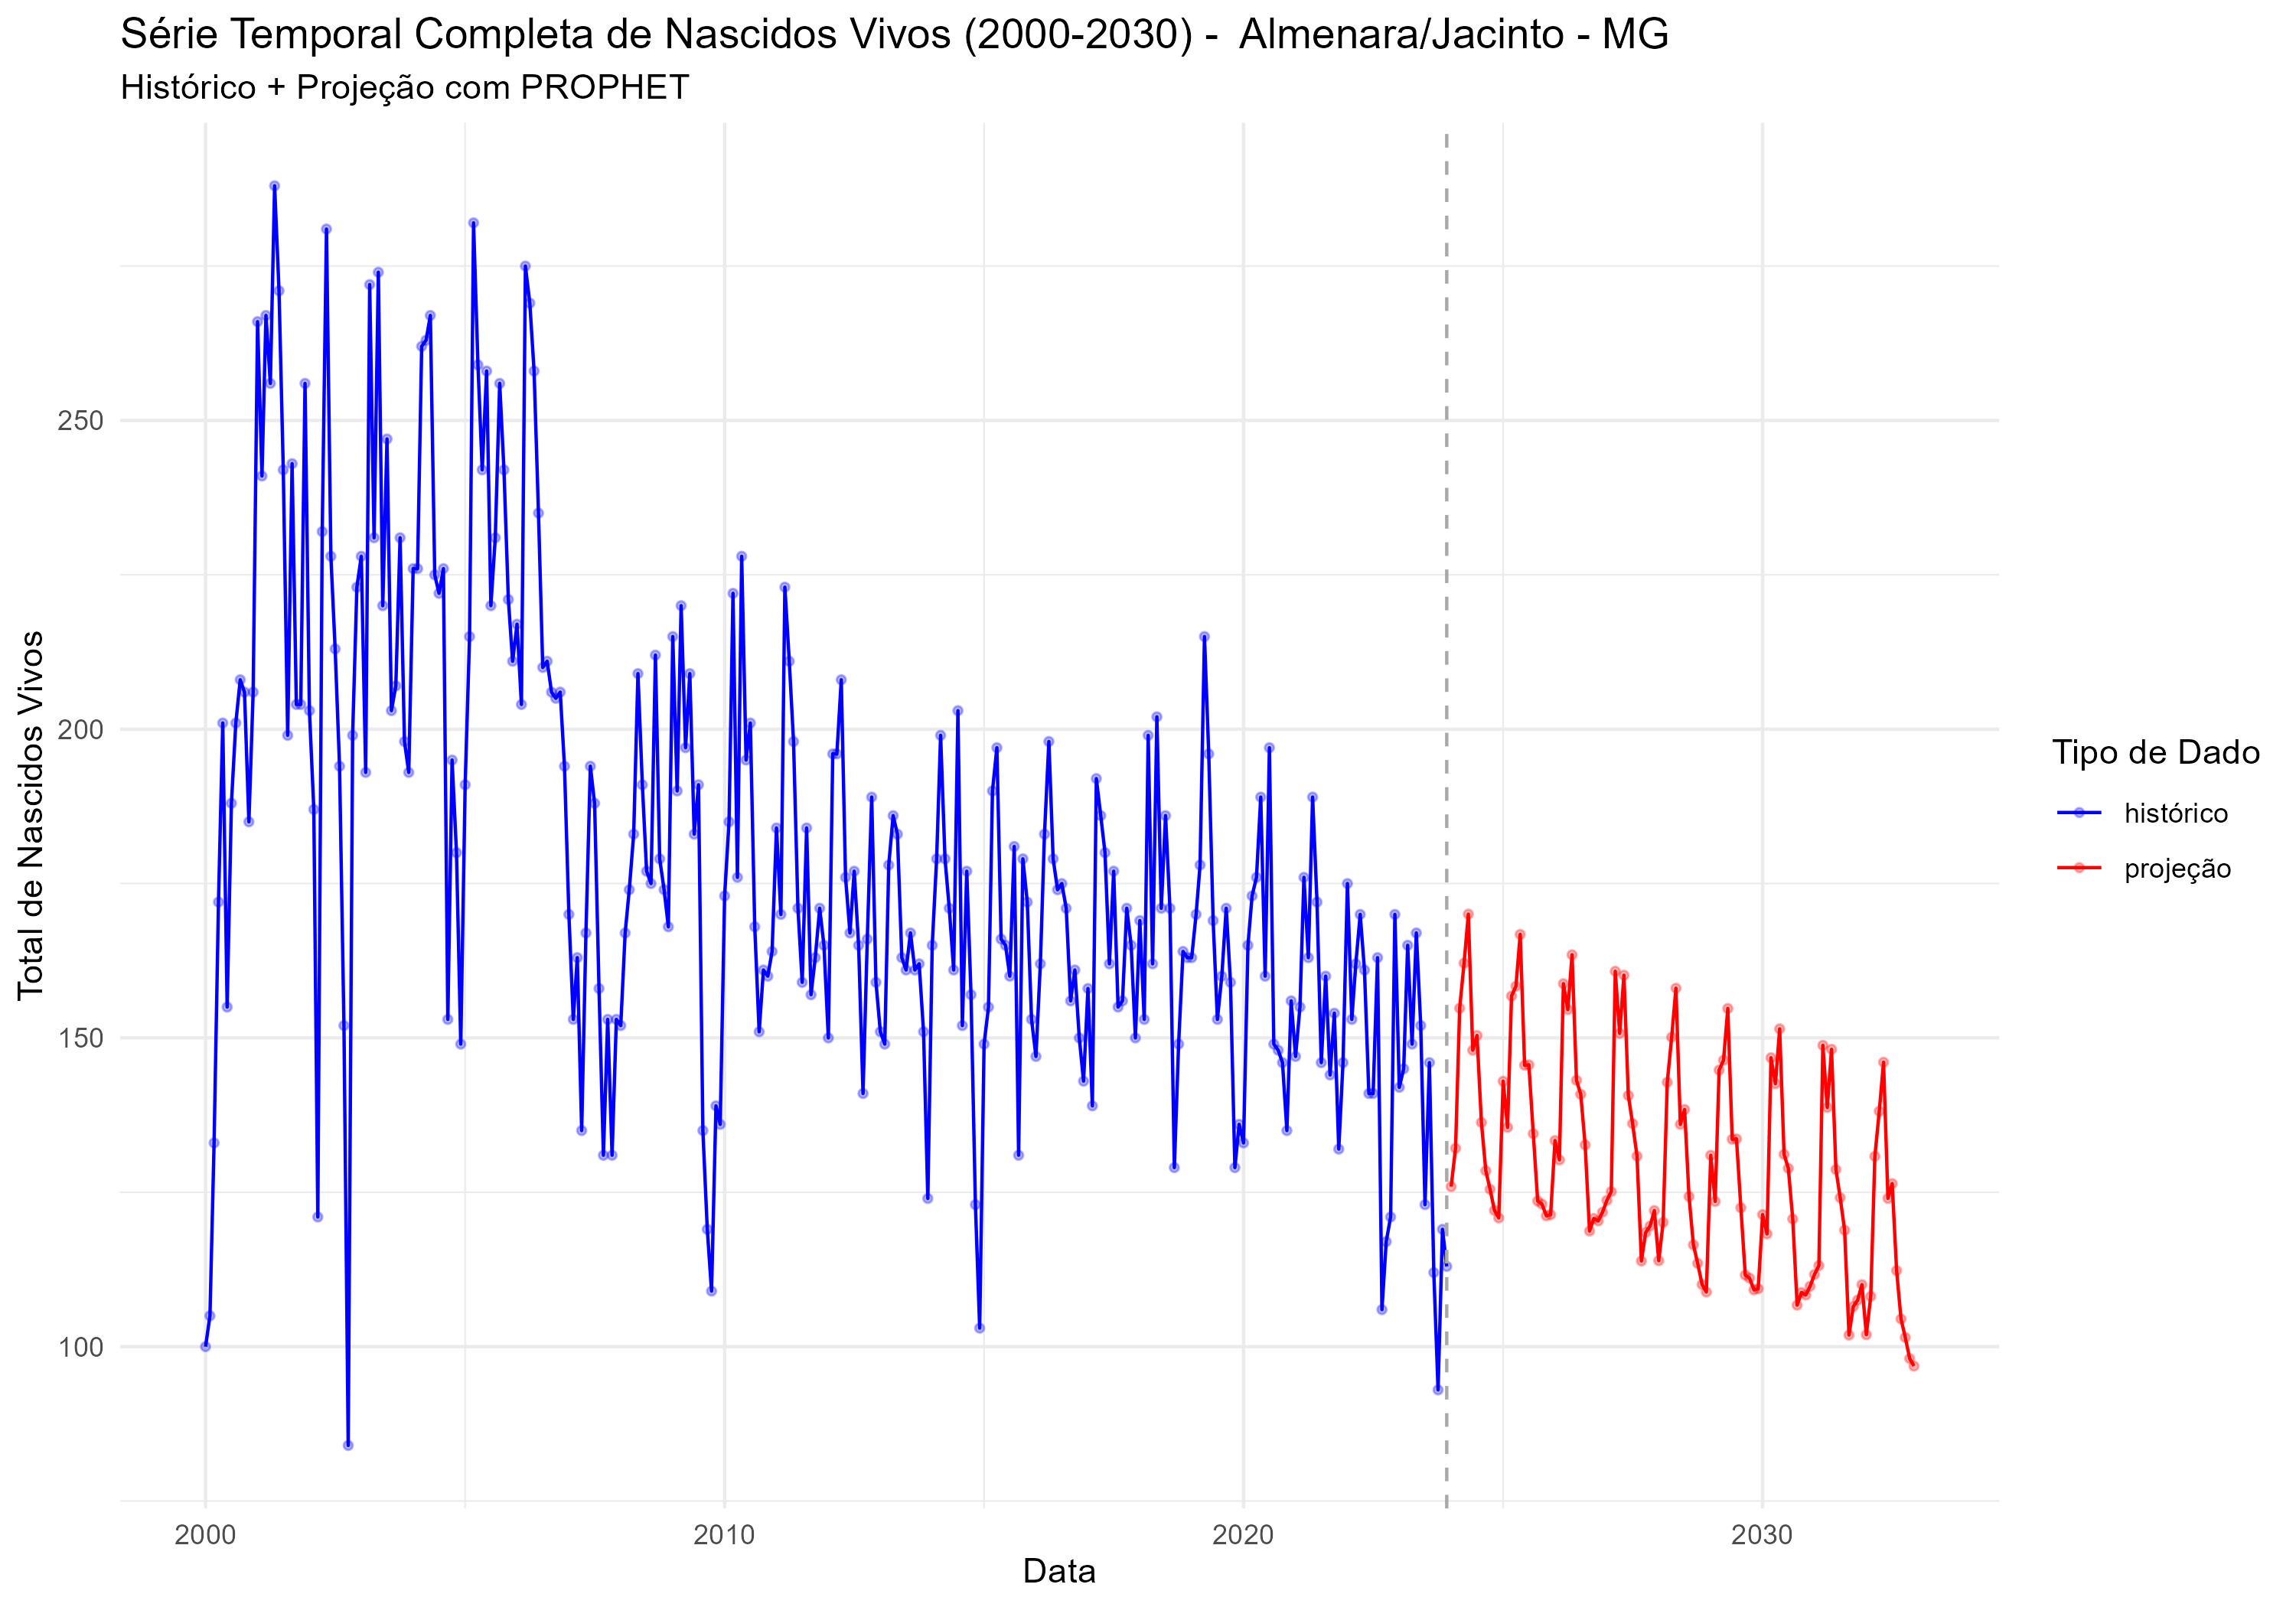 Série Temporal Completa de Nascidos Vivos (2000-2030) -  Almenara/Jacinto - MG
Histórico + Projeção com PROPHET
Total de Nascidos Vivos
250
200
150
100
2000
2010
2020
2030
Data
Tipo de Dado
histórico
projeção